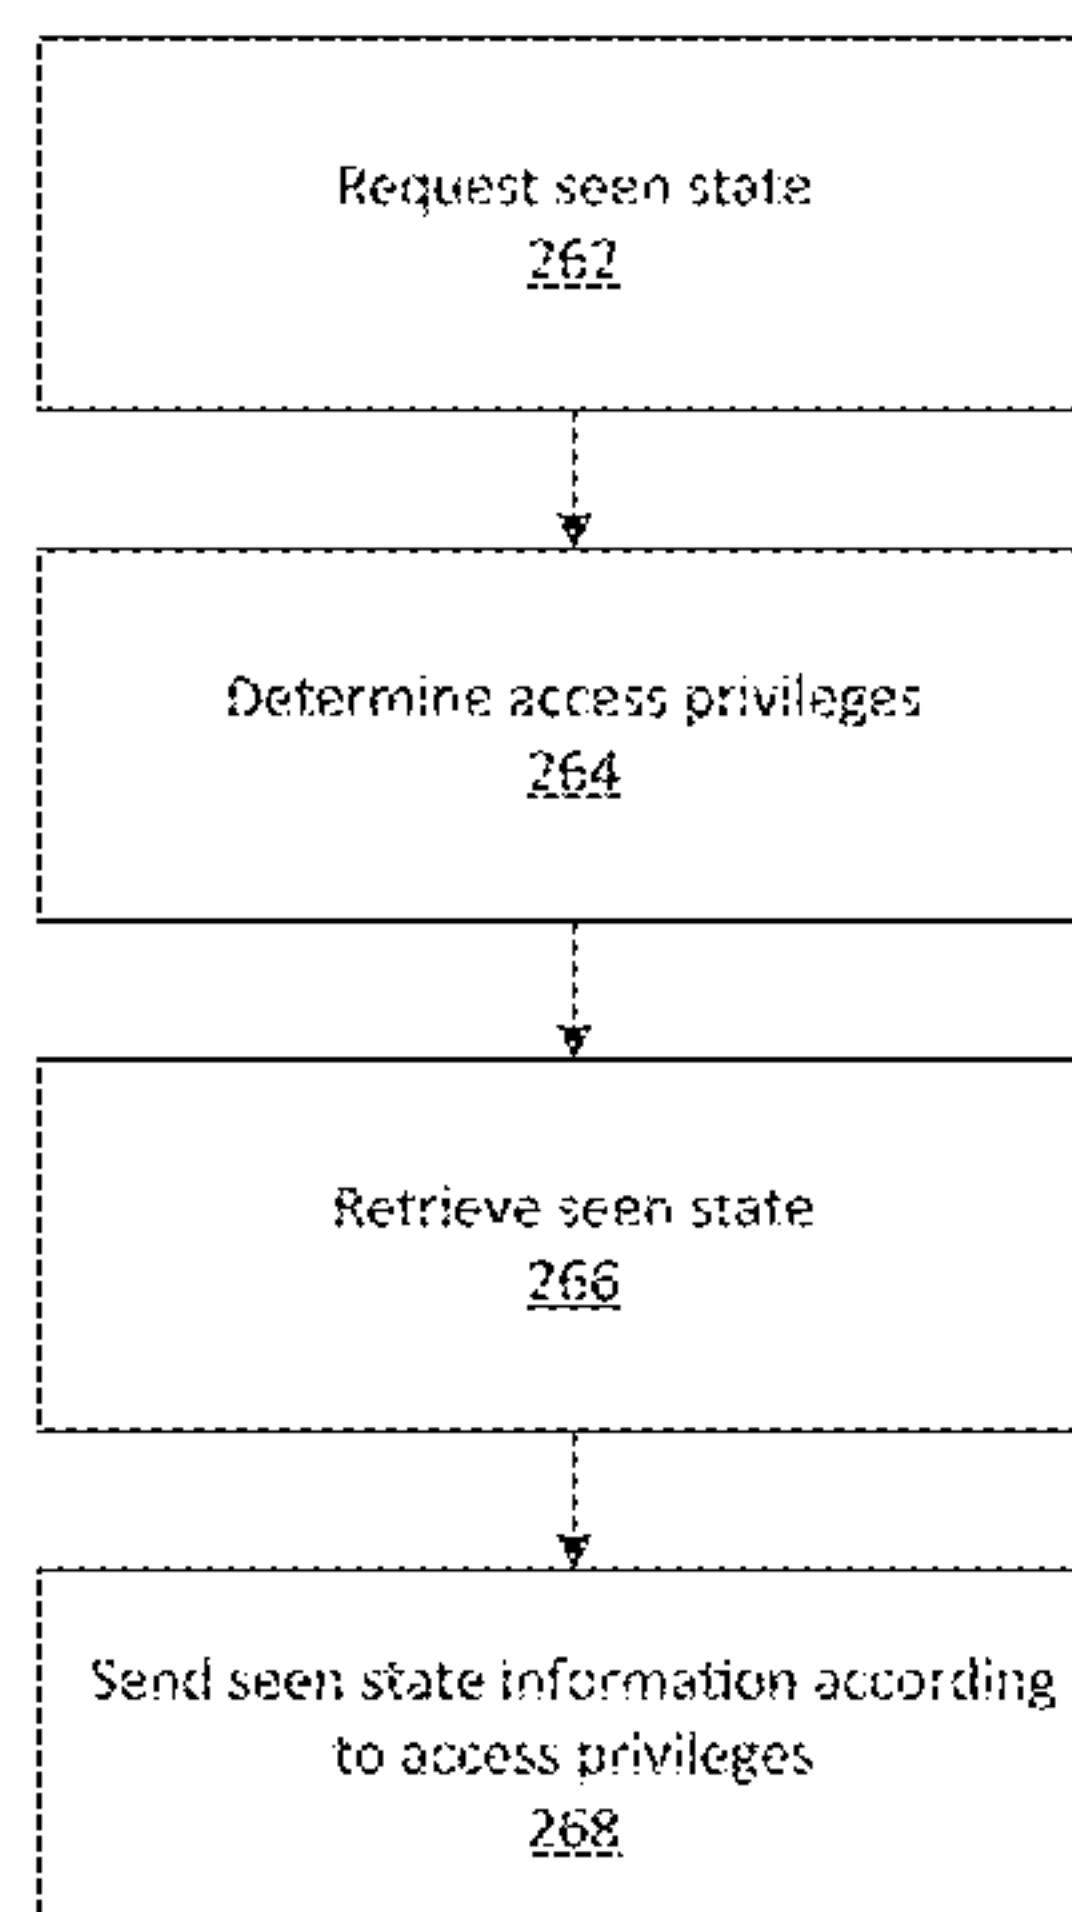 Request seen state
262
Determine access privileges
264
Retrieve seen state
266
Send seen state information according
to access privileges
268